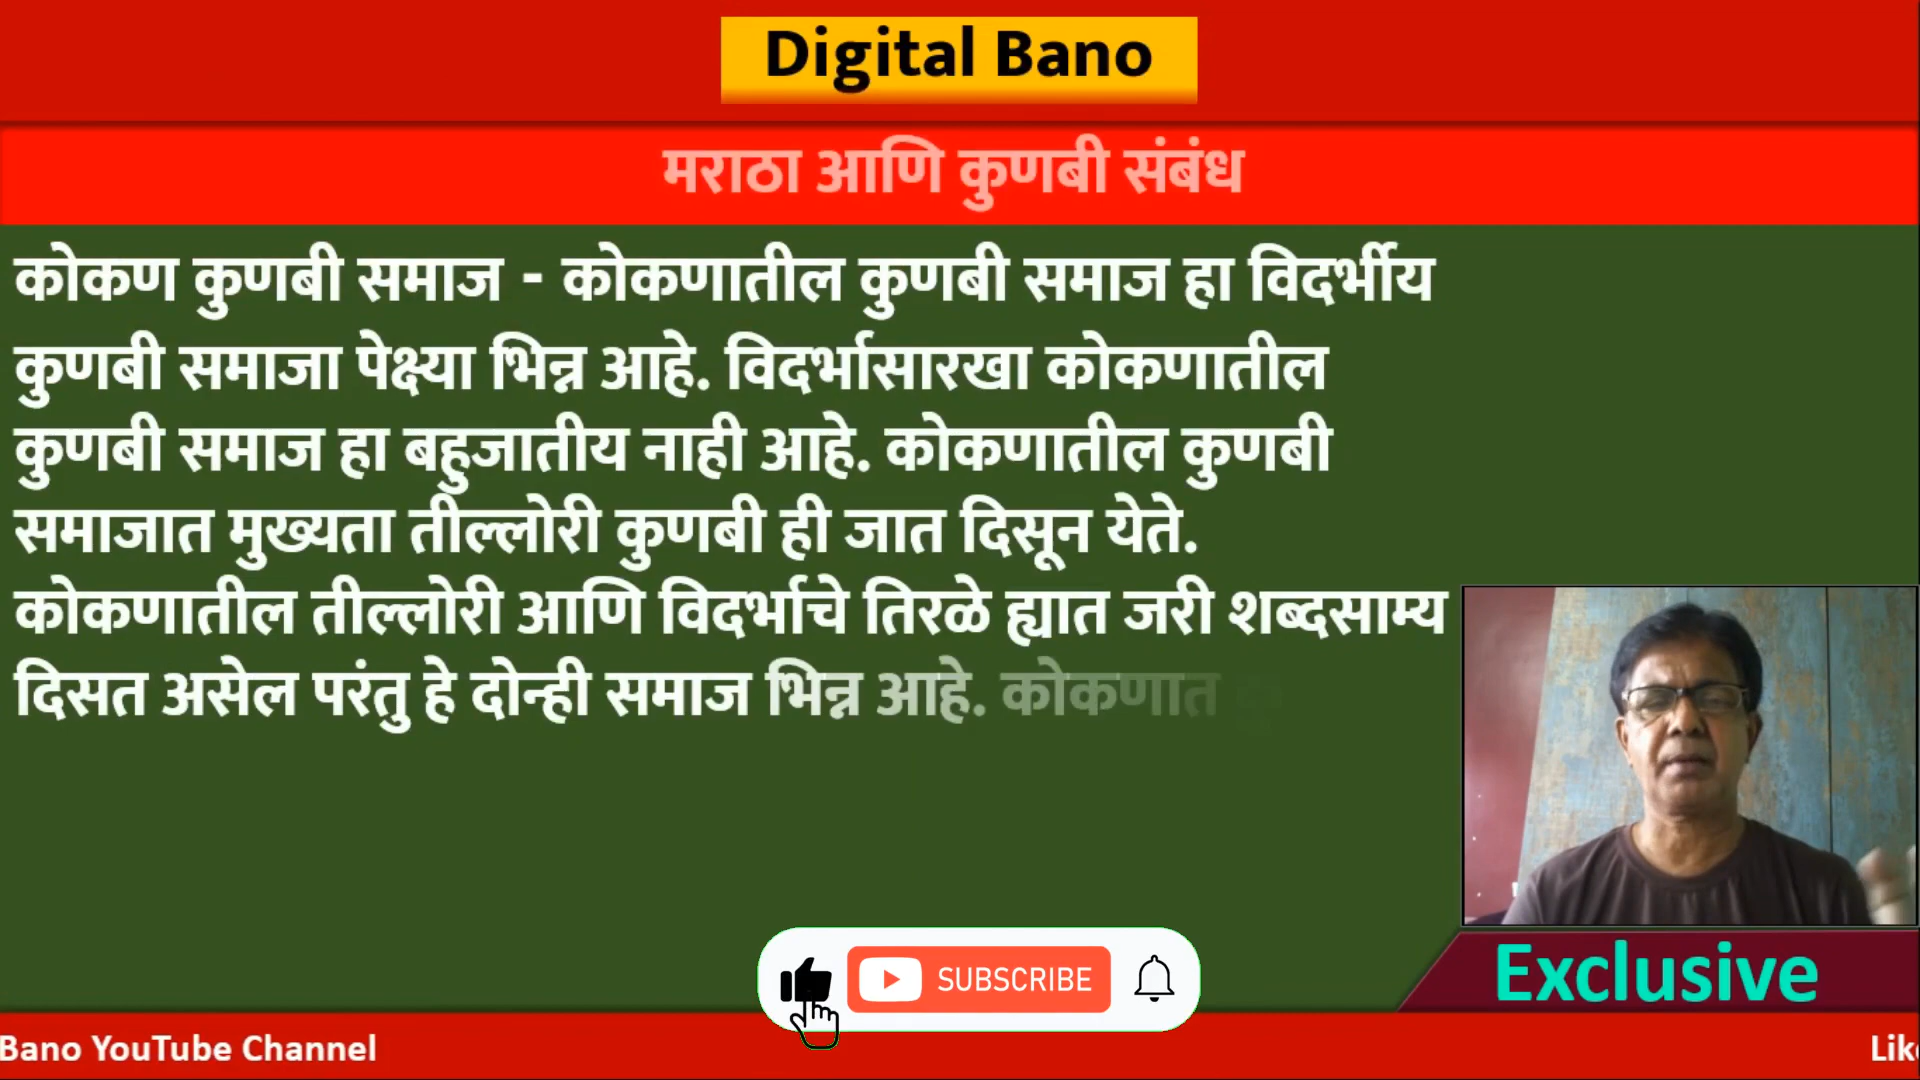 Digital Bano
मराठा आणि कुणबी संबंध
कोकण कुणबी समाज - कोकणातील कुणबी समाज हा विदर्भीय
कुणबी समाजा पेक्ष्या भिन्न आहे. विदर्भासारखा कोकणातील
कुणबी समाज हा बहुजातीय नाही आहे. कोकणातील कुणबी
समाजात मुख्यता तील्लोरी कुणबी ही जात दिसून येते.
कोकणातील तील्लोरी आणि विदर्भाचे तिरळे ह्यात जरी शब्दसाम्य
दिसत असेल परंतु हे दोन्ही समाज भिन्न आहे. कोकणात
SUBSCRIBE
Exclusive
Bano YouTube Channel